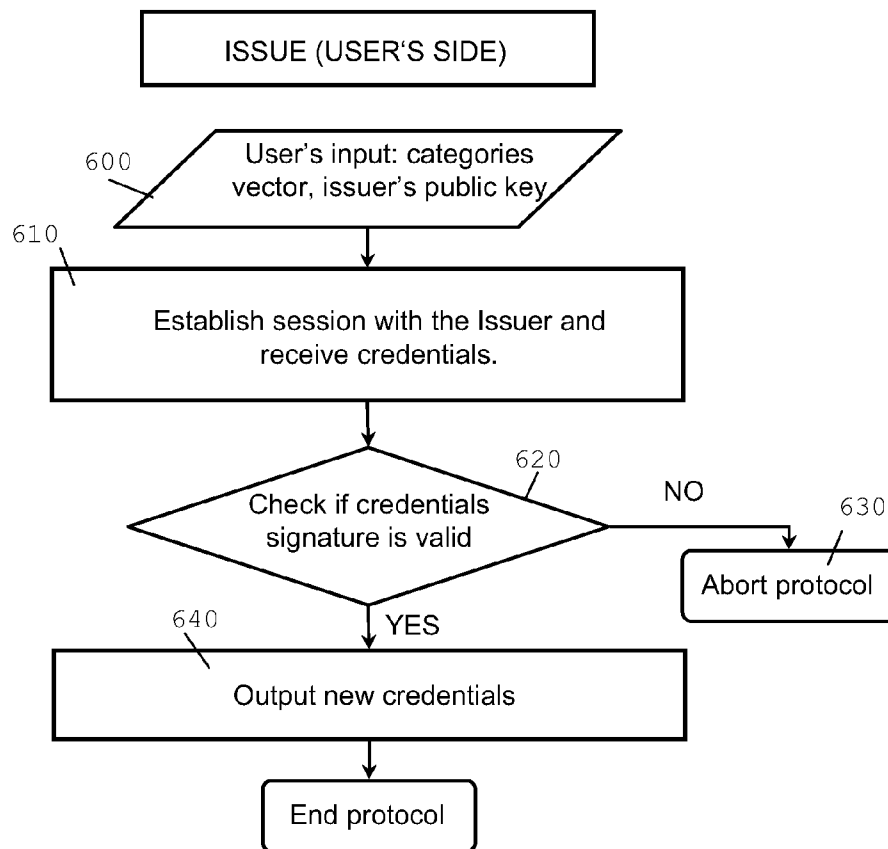 ISSUE (USER‘S SIDE)
600
User’s input: categories
vector, issuer’s public key
610
Establish session with the Issuer and
receive credentials.
620
Check if credentials
signature is valid
NO
630
Abort protocol
YES
640
Output new credentials
End protocol